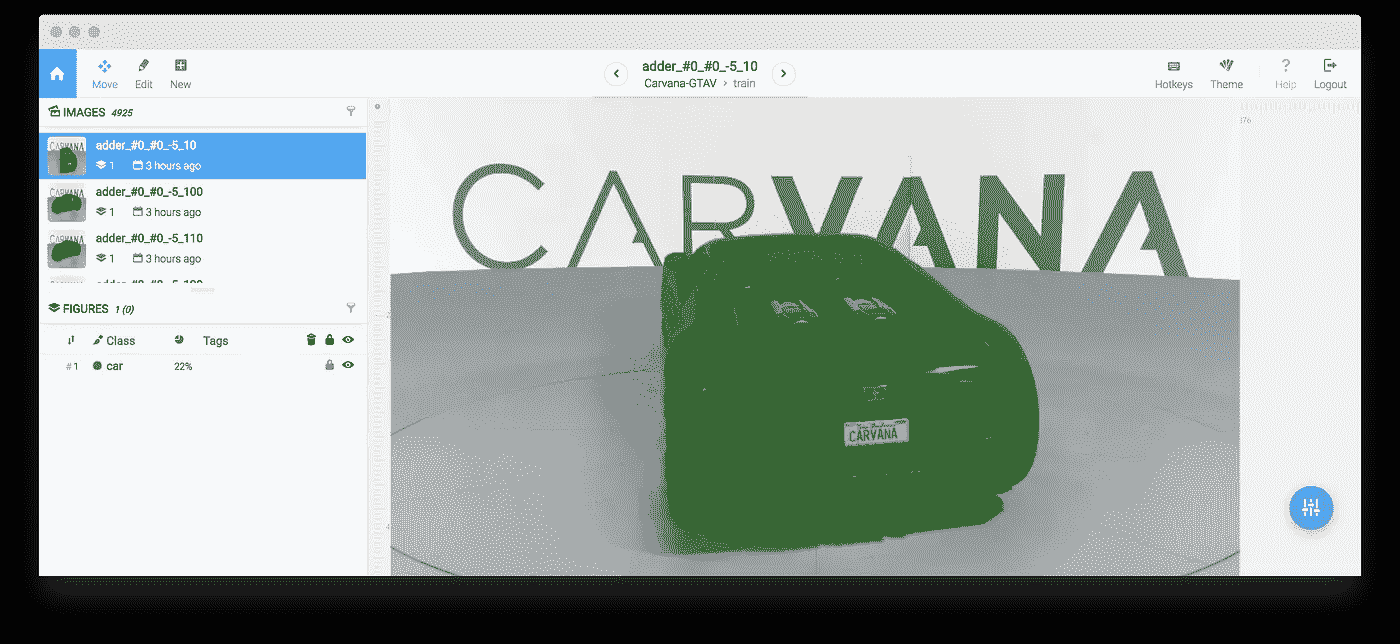 Move
Edit
New
adder_#0_#0_-5_10
Carvana-GTAV › train
Hotkeys
Theme
Help
Logout
IMAGES 4925
adder_#0_#0_-5_10
1 3 hours ago
adder_#0_#0_-5_100
1 3 hours ago
adder_#0_#0_-5_110
1 3 hours ago
FIGURES 1 (0)
Class Tags
#1 car 22%
CARVANA
CARVANA